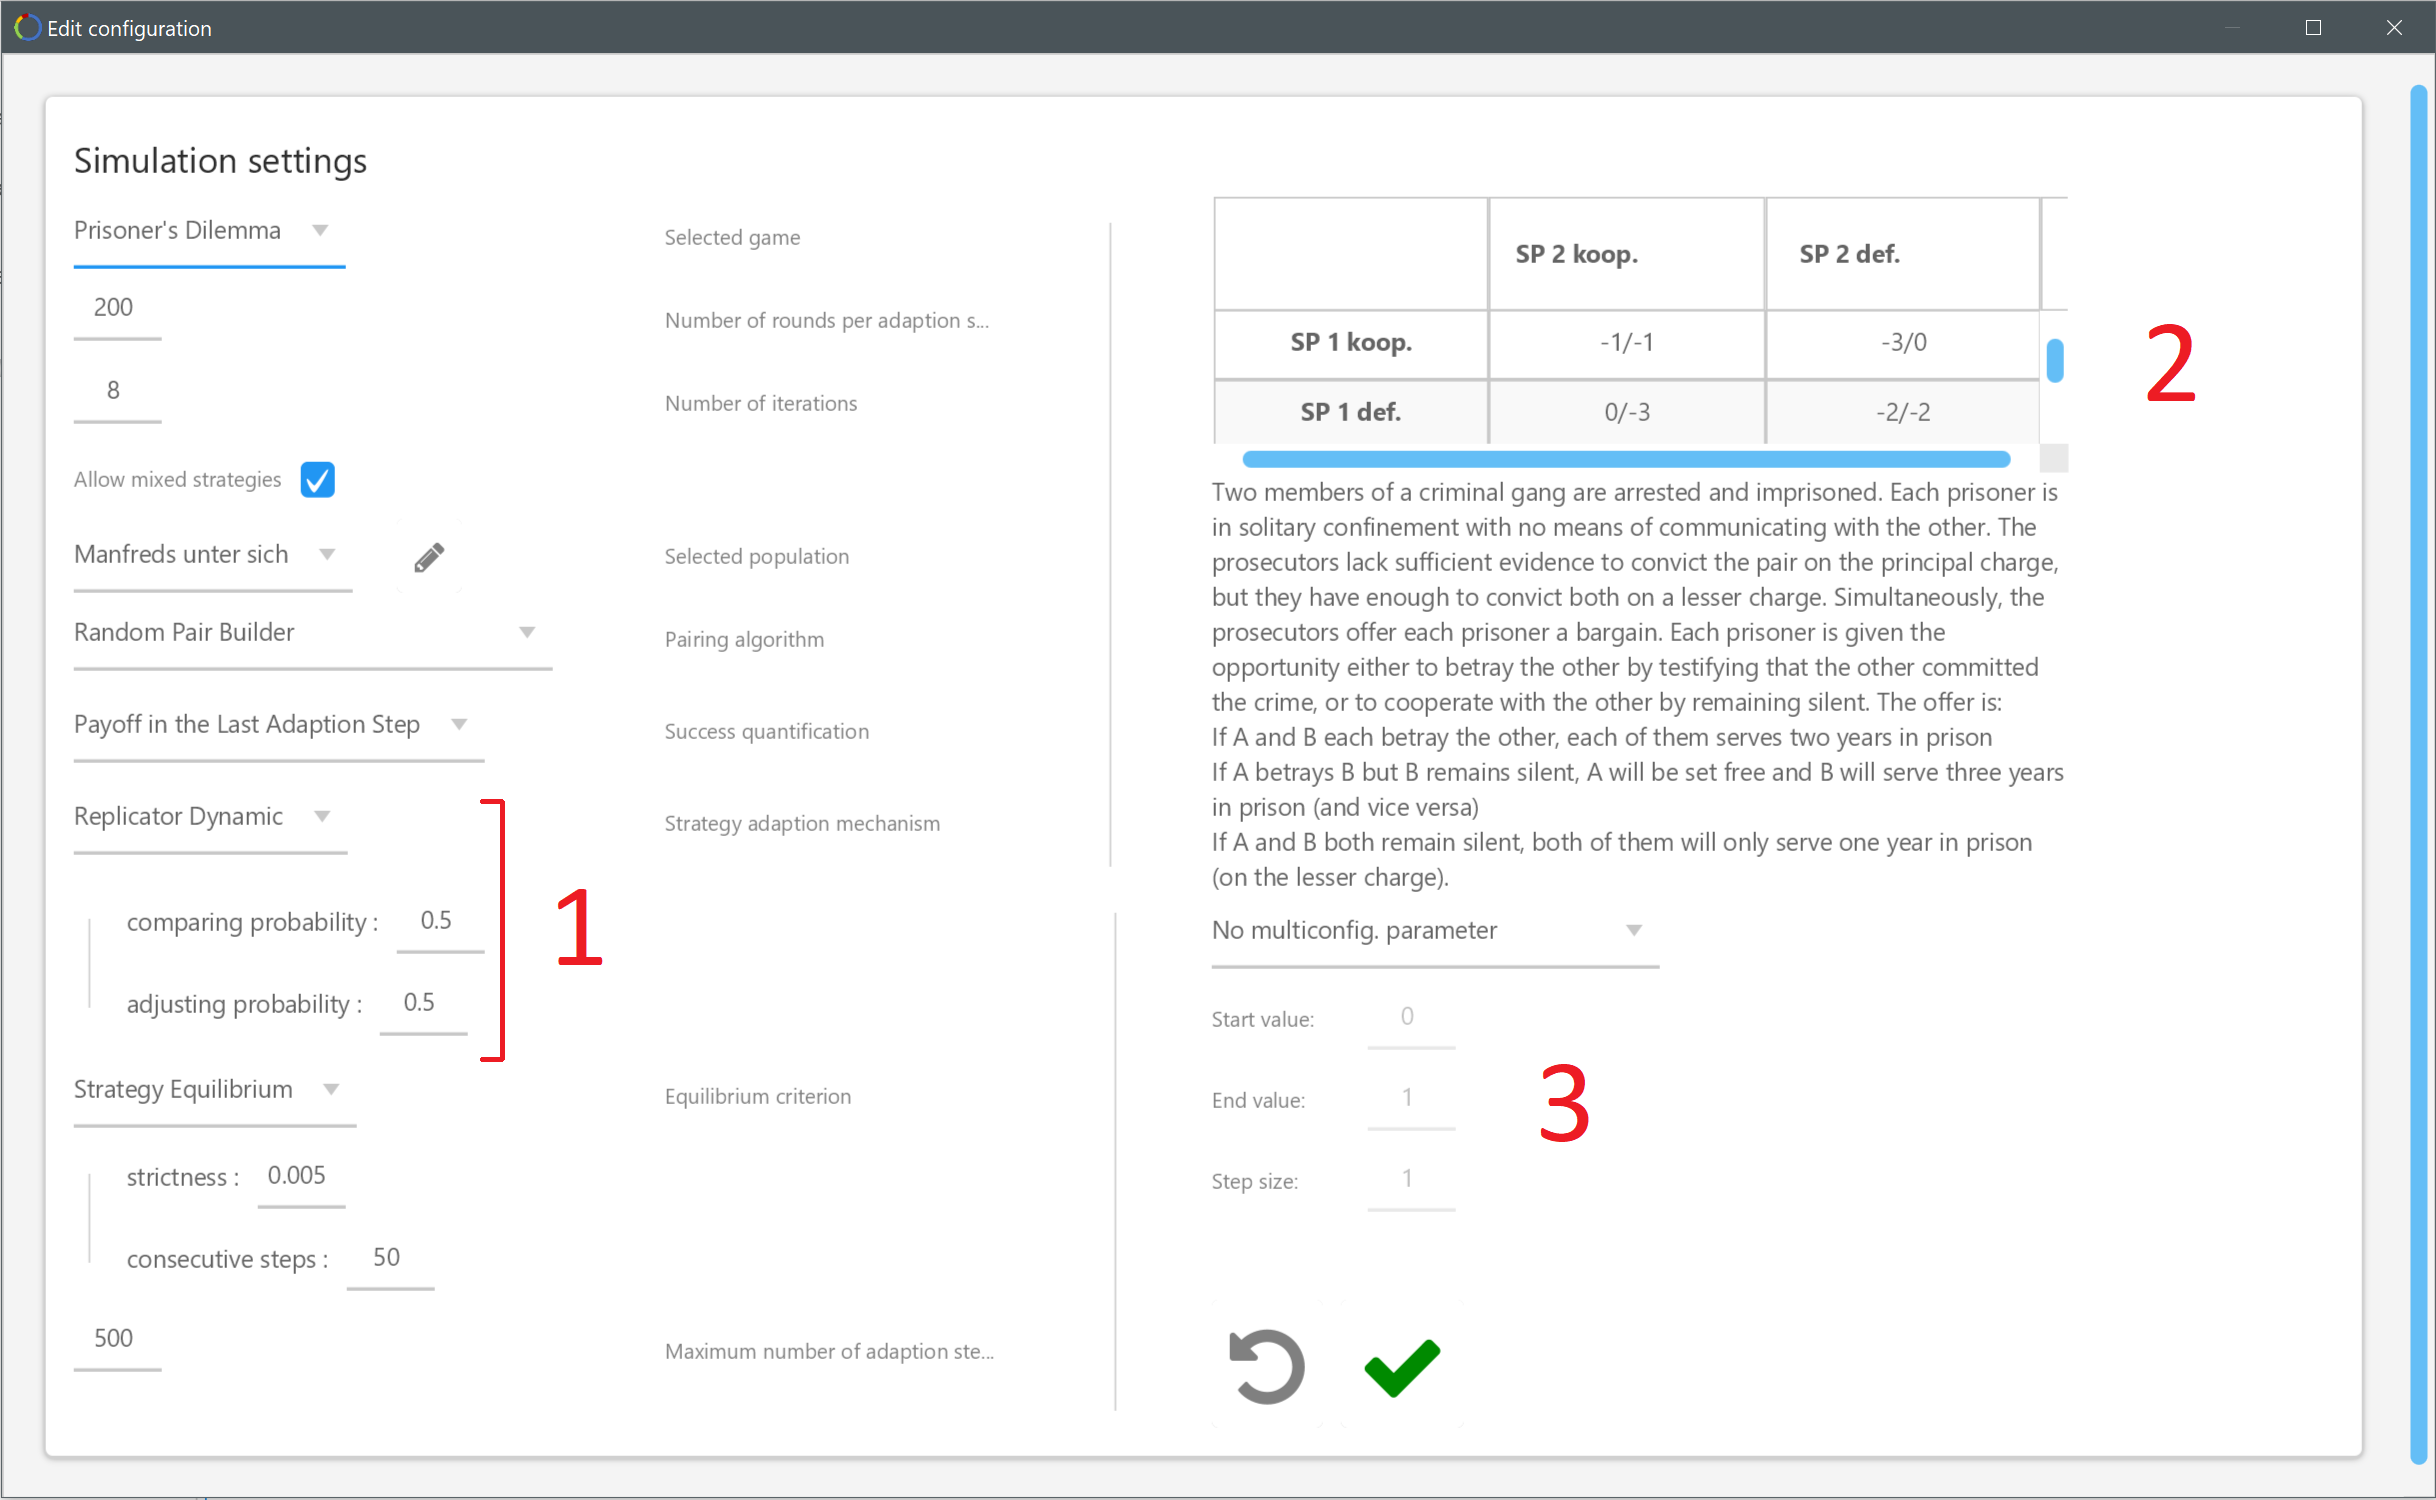 Edit configuration
Simulation settings
Prisoner's Dilemma
Selected game
200
Number of rounds per adaption s...
8
Number of iterations
Allow mixed strategies
Manfreds unter sich
Selected population
Random Pair Builder
Pairing algorithm
Payoff in the Last Adaption Step
Success quantification
Replicator Dynamic
Strategy adaption mechanism
comparing probability : 0.5
adjusting probability : 0.5
1
Strategy Equilibrium
Equilibrium criterion
strictness : 0.005
consecutive steps : 50
500
Maximum number of adaption ste...
SP 2 koop. SP 2 def.
SP 1 koop. -1/-1 -3/0
SP 1 def. 0/-3 -2/-2
2
Two members of a criminal gang are arrested and imprisoned. Each prisoner is
in solitary confinement with no means of communicating with the other. The
prosecutors lack sufficient evidence to convict the pair on the principal charge,
but they have enough to convict both on a lesser charge. Simultaneously, the
prosecutors offer each prisoner a bargain. Each prisoner is given the
opportunity either to betray the other by testifying that the other committed
the crime, or to cooperate with the other by remaining silent. The offer is:
If A and B each betray the other, each of them serves two years in prison
If A betrays B but B remains silent, A will be set free and B will serve three years
in prison (and vice versa)
If A and B both remain silent, both of them will only serve one year in prison
(on the lesser charge).
No multiconfig. parameter
Start value: 0
End value: 1
Step size: 1
3